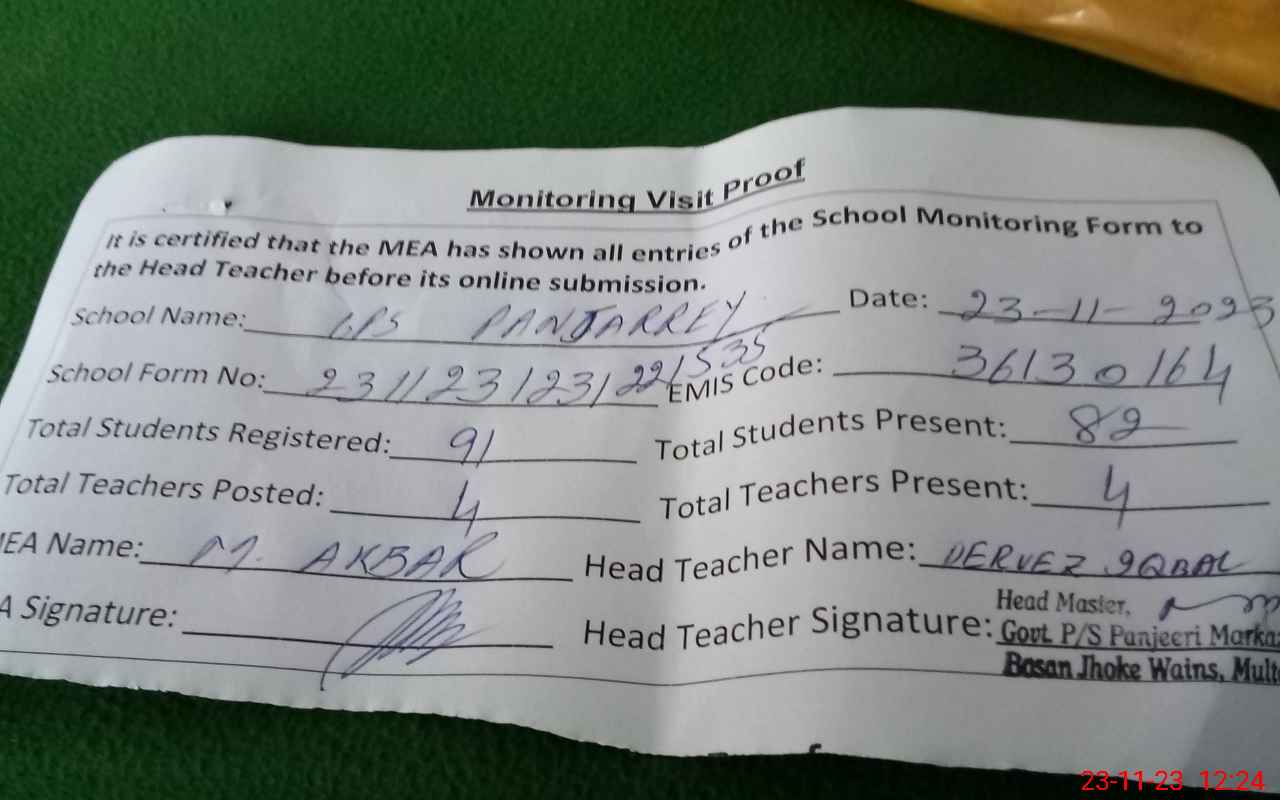 Monitoring Visit Proof
It is certified that the MEA has shown all entries of the School Monitoring Form to
the Head Teacher before its online submission.
School Name: GPS PANJARREY Date: 23-11-2023
School Form No: 231123123122/535 EMIS Code: 36130164
Total Students Registered: 91 Total Students Present: 82
Total Teachers Posted: 4 Total Teachers Present: 4
EA Name: M. AKBAR Head Teacher Name: PERVEZ IQBAL
A Signature: Head Teacher Signature: Head Master,
Govt. P/S Panjeeri Marka
Bosan Jhoke Wains, Mult
23-11-23 12:24